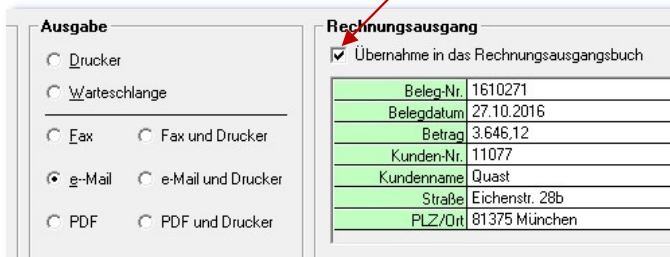 Ausgabe
Drucker
Warteschlange
Fax Fax und Drucker
e--Mail e-Mail und Drucker
PDF PDF und Drucker
Rechnungsausgang
Übernahme in das Rechnungsausgangsbuch
Beleg-Nr. 1610271
Belegdatum 27.10.2016
Betrag 3.646,12
Kunden-Nr. 11077
Kundenname Quast
Straße Eichenstr. 28b
PLZ/Ort 81375 München